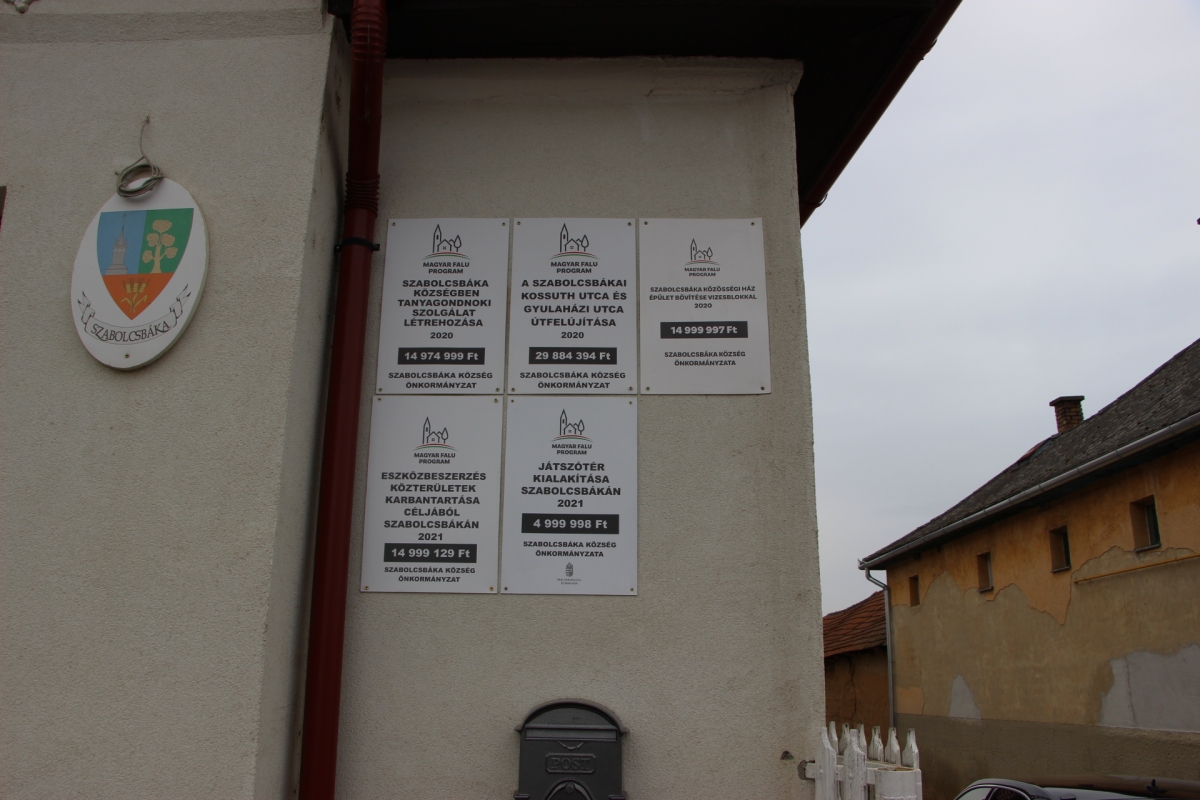 SZABOLCSBÁKA
MAGYAR FALU
PROGRAM
SZABOLCSBÁKA
KÖZSÉGBEN
TANYAGONDNOKI
SZOLGÁLAT
LÉTREHOZÁSA
2020
14 974 999 Ft
SZABOLCSBÁKA KÖZSÉG
ÖNKORMÁNYZAT
MAGYAR FALU
PROGRAM
A SZABOLCSBÁKAI
KOSSUTH UTCA ÉS
GYULAHÁZI UTCA
ÚTFELÚJÍTÁSA
2020
29 884 394 Ft
SZABOLCSBÁKA KÖZSÉG
ÖNKORMÁNYZAT
MAGYAR FALU
PROGRAM
SZABOLCSBÁKA KÖZÖSSÉGI HÁZ
ÉPÜLET BŐVÍTÉSE VIZESBLOKKAL
2020
14 999 997 Ft
SZABOLCSBÁKA KÖZSÉG
ÖNKORMÁNYZATA
MAGYAR FALU
PROGRAM
ESZKÖZBESZERZÉS
KÖZTERÜLETEK
KARBANTARTÁSA
CÉLJÁBÓL
SZABOLCSBÁKÁN
2021
14 999 129 Ft
SZABOLCSBÁKA KÖZSÉG
ÖNKORMÁNYZAT
MAGYAR FALU
PROGRAM
JÁTSZÓTÉR
KIALAKÍTÁSA
SZABOLCSBÁKÁN
2021
4 999 998 Ft
SZABOLCSBÁKA KÖZSÉG
ÖNKORMÁNYZATA
POST